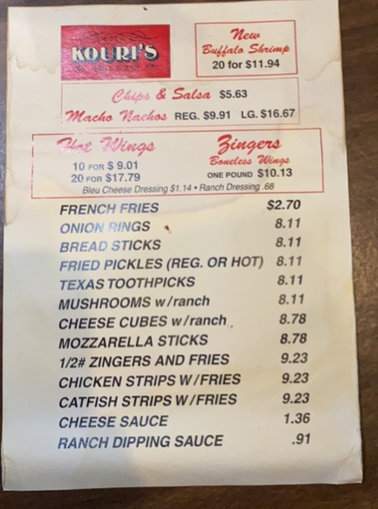 KOURI'S
New
Buffalo Shrimp
20 for $11.94
Chips & Salsa $5.63
Macho Nachos REG. $9.91 LG. $16.67
Hot Wings
10 FOR $ 9.01
20 FOR $17.79
Zingers
Boneless Wings
ONE POUND $10.13
Bleu Cheese Dressing $1.14 • Ranch Dressing .68
FRENCH FRIES $2.70
ONION RINGS 8.11
BREAD STICKS 8.11
FRIED PICKLES (REG. OR HOT) 8.11
TEXAS TOOTHPICKS 8.11
MUSHROOMS w/ranch 8.11
CHEESE CUBES w/ranch 8.78
MOZZARELLA STICKS 8.78
1/2# ZINGERS AND FRIES 9.23
CHICKEN STRIPS W/FRIES 9.23
CATFISH STRIPS W/FRIES 9.23
CHEESE SAUCE 1.36
RANCH DIPPING SAUCE .91